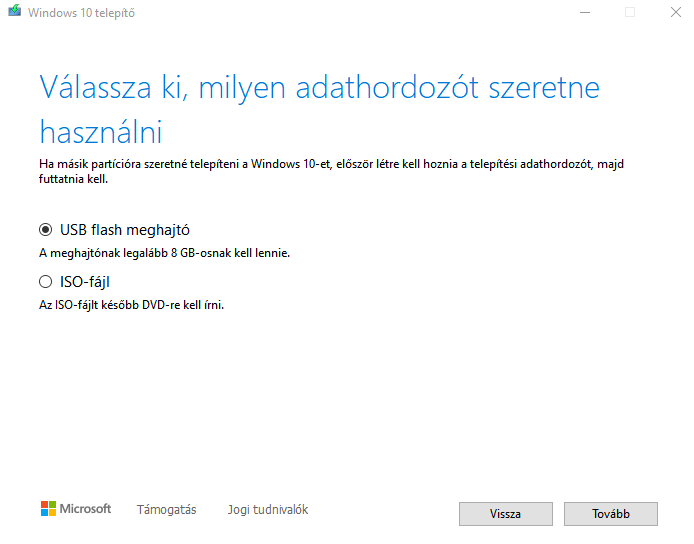 Windows 10 telepítő
Válassza ki, milyen adathordozót szeretne
használni
Ha másik partícióra szeretné telepíteni a Windows 10-et, először létre kell hoznia a telepítési adathordozót, majd
futtatnia kell.
USB flash meghajtó
A meghajtónak legalább 8 GB-osnak kell lennie.
ISO-fájl
Az ISO-fájlt később DVD-re kell írni.
Microsoft Támogatás Jogi tudnivalók Vissza Tovább